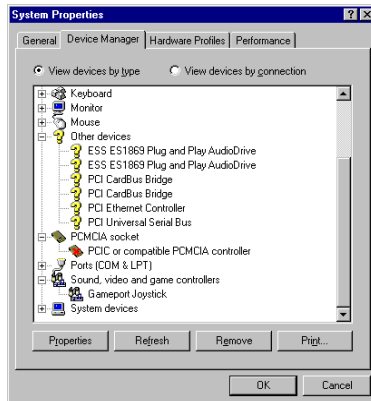 System Properties
General Device Manager Hardware Profiles Performance
View devices by type View devices by connection
Keyboard
Monitor
Mouse
Other devices
ESS ES1869 Plug and Play AudioDrive
ESS ES1869 Plug and Play AudioDrive
PCI CardBus Bridge
PCI CardBus Bridge
PCI Ethernet Controller
PCI Universal Serial Bus
PCMCIA socket
PCIC or compatible PCMCIA controller
Ports (COM & LPT)
Sound, video and game controllers
Gameport Joystick
System devices
Properties Refresh Remove Print...
OK Cancel